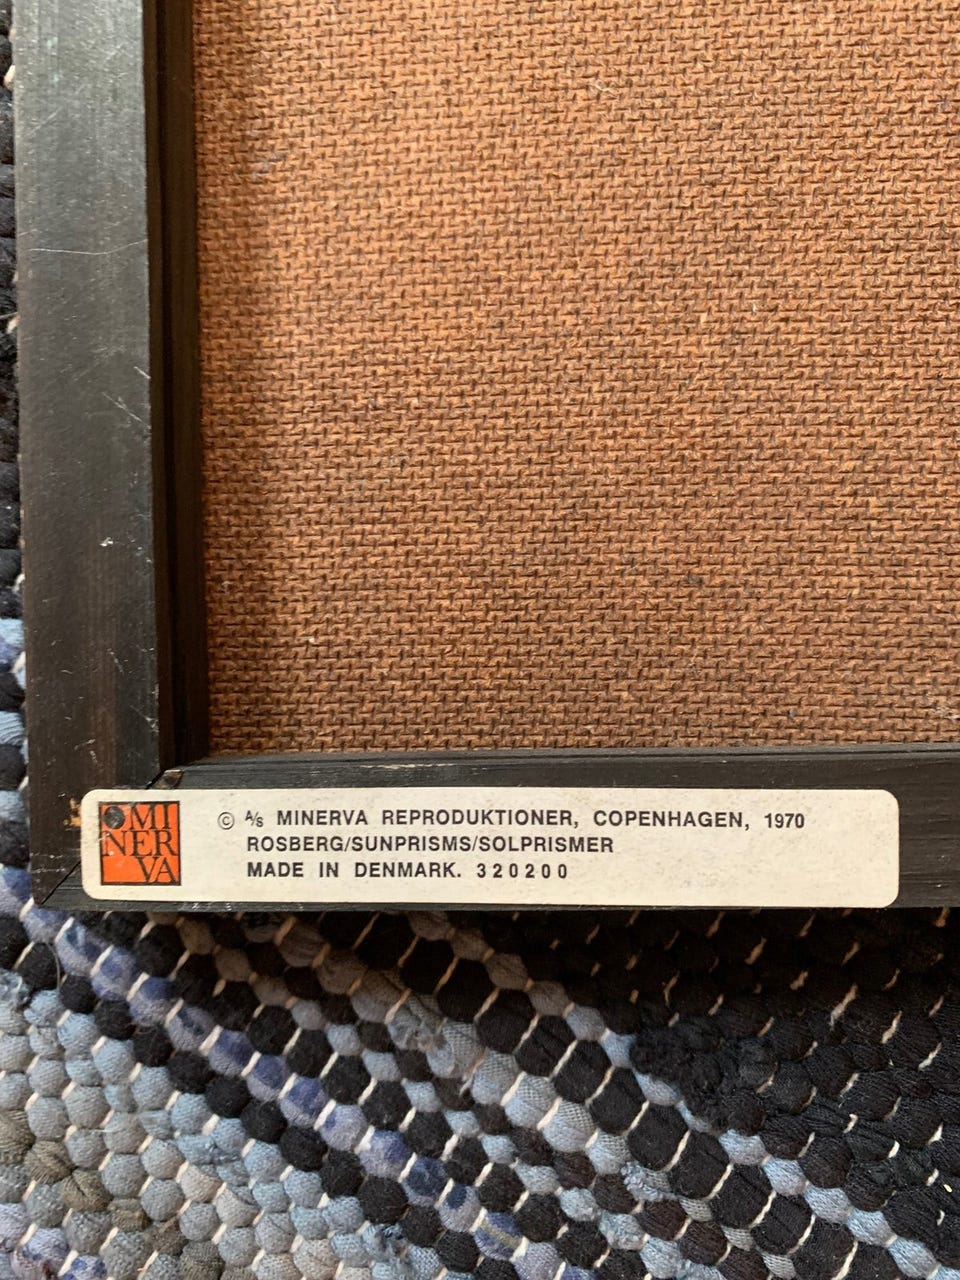 MI
NER
VA
© A/S MINERVA REPRODUKTIONER, COPENHAGEN, 1970
ROSBERG/SUNPRISMS/SOLPRISMER
MADE IN DENMARK. 320200